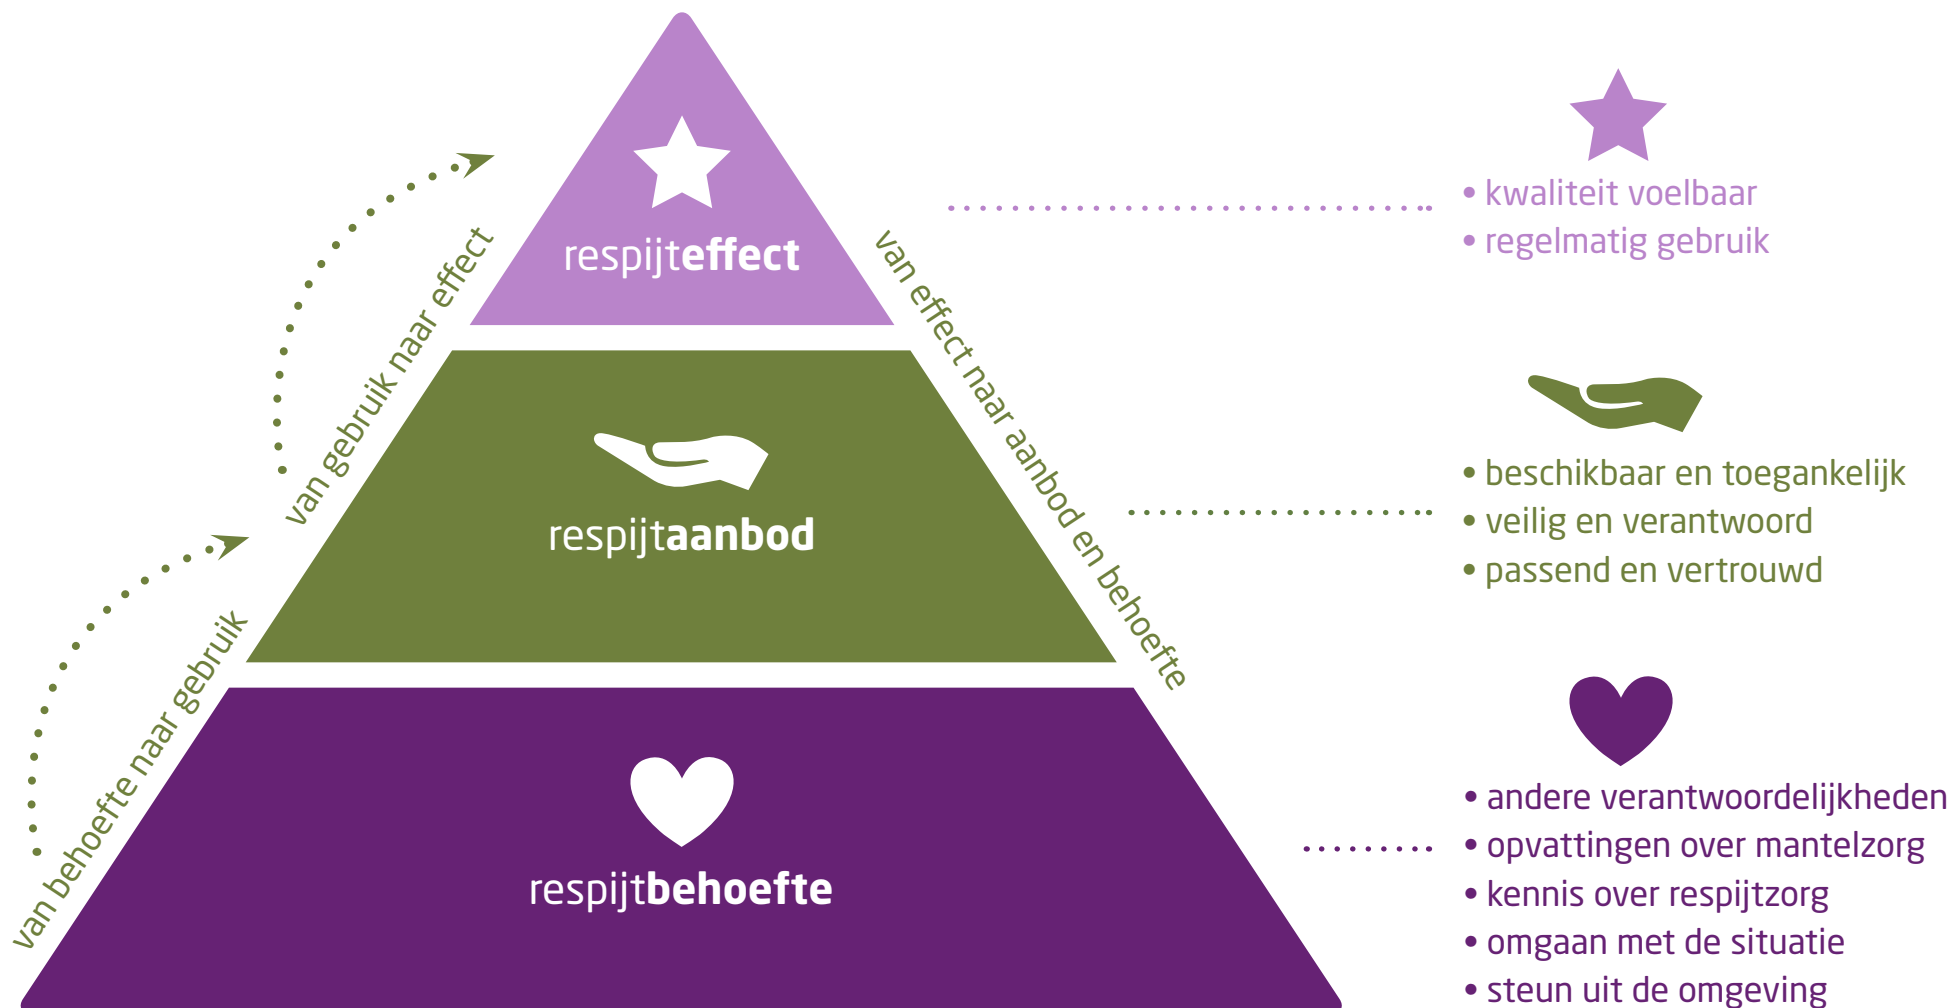 respijteffect
van gebruik naar effect
van effect naar aanbod en behoefte
• kwaliteit voelbaar
• regelmatig gebruik
respijtaanbod
• beschikbaar en toegankelijk
• veilig en verantwoord
• passend en vertrouwd
van behoefte naar gebruik
respijtbehoefte
• andere verantwoordelijkheden
• opvattingen over mantelzorg
• kennis over respijtzorg
• omgaan met de situatie
• steun uit de omgeving